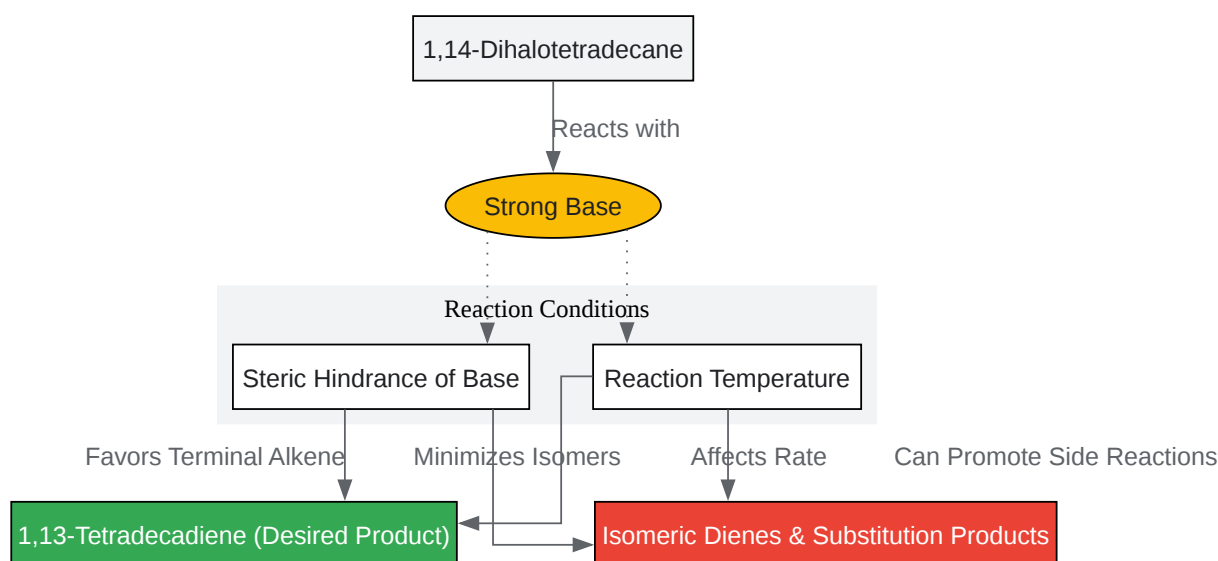 1,14-Dihalotetradecane
Reacts with
Strong Base
Reaction Conditions
Steric Hindrance of Base
Reaction Temperature
Favors Terminal Alkene
Minimizes Isomers
Affects Rate
Can Promote Side Reactions
1,13-Tetradecadiene (Desired Product)
Isomeric Dienes & Substitution Products